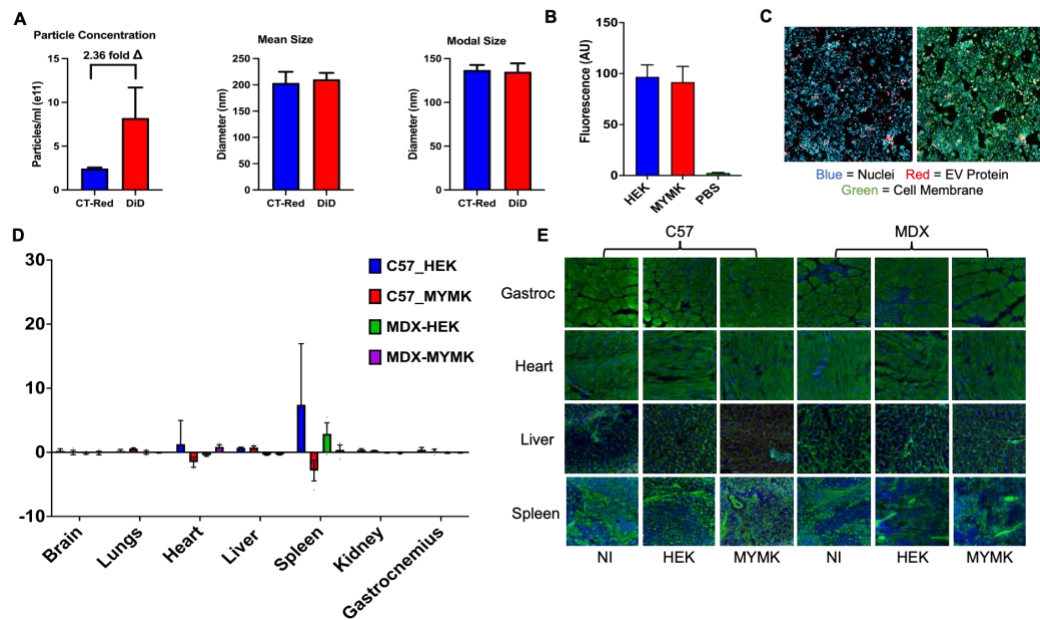 A
Particle Concentration
2.36 fold Δ
Particles/ml (e11)
15
10
5
0
CT-Red DiD
Mean Size
Diameter (nm)
250
200
150
100
50
0
CT-Red DiD
Modal Size
Diameter (nm)
150
100
50
0
CT-Red DiD
B
Fluorescence (AU)
150
100
50
0
HEK MYMK PBS
C
Blue = Nuclei Red = EV Protein
Green = Cell Membrane
D
30
20
10
0
-10
C57_HEK
C57_MYMK
MDX-HEK
MDX-MYMK
Brain Lungs Heart Liver Spleen Kidney Gastrocnemius
E
C57 MDX
Gastroc
Heart
Liver
Spleen
NI HEK MYMK NI HEK MYMK